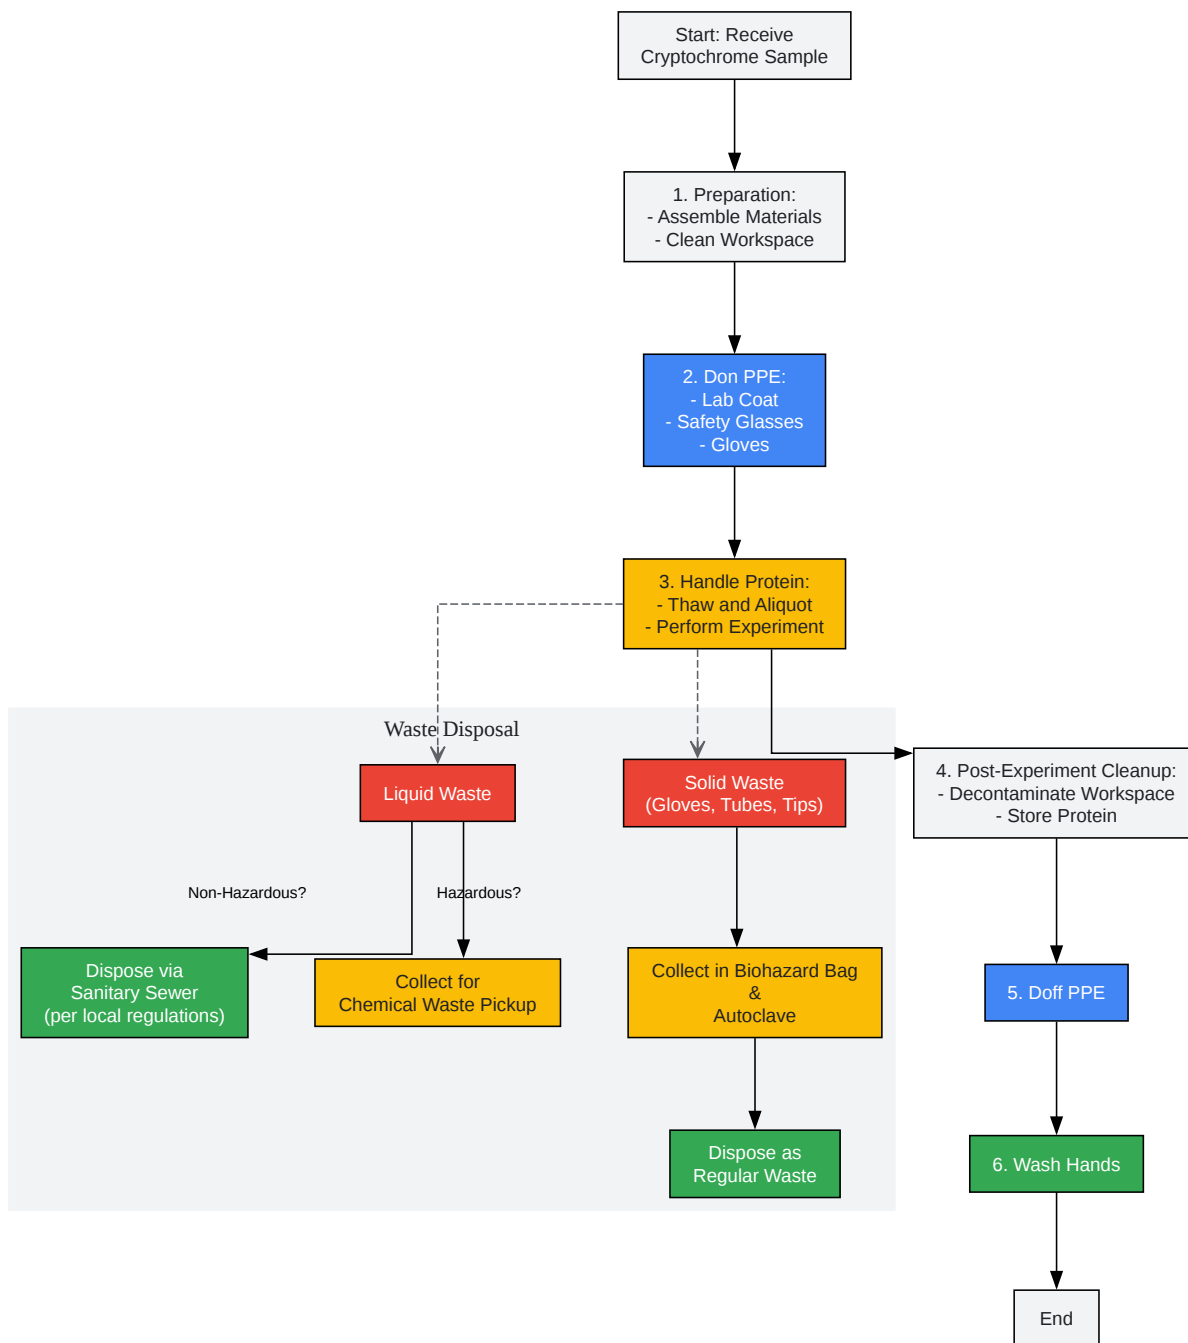 Start: Receive
Cryptochrome Sample
1. Preparation:
- Assemble Materials
- Clean Workspace
2. Don PPE:
- Lab Coat
- Safety Glasses
- Gloves
3. Handle Protein:
- Thaw and Aliquot
- Perform Experiment
Waste Disposal
Liquid Waste
Solid Waste
(Gloves, Tubes, Tips)
4. Post-Experiment Cleanup:
- Decontaminate Workspace
- Store Protein
Non-Hazardous?
Hazardous?
Dispose via
Sanitary Sewer
(per local regulations)
Collect for
Chemical Waste Pickup
Collect in Biohazard Bag
&
Autoclave
5. Doff PPE
Dispose as
Regular Waste
6. Wash Hands
End